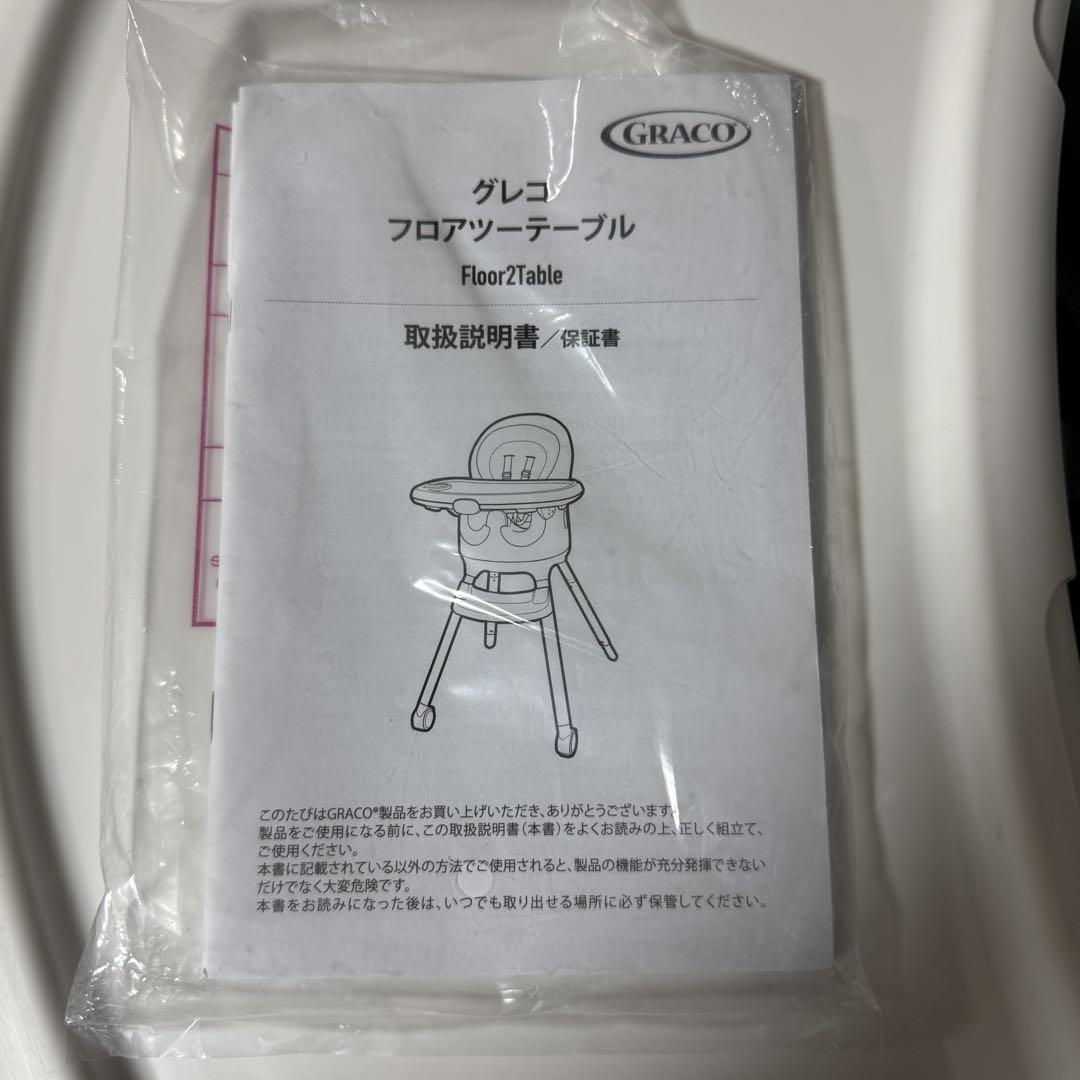 GRACO®
グレコ
フロアツーテーブル
Floor2Table
取扱説明書／保証書
このたびはGRACO®製品をお買い上げいただき、ありがとうございます。
製品をご使用になる前に、この取扱説明書（本書）をよくお読みの上、正しく組立て、
ご使用ください。
本書に記載されている以外の方法でご使用されると、製品の機能が充分発揮できない
だけでなく大変危険です。
本書をお読みになった後は、いつでも取り出せる場所に必ず保管してください。